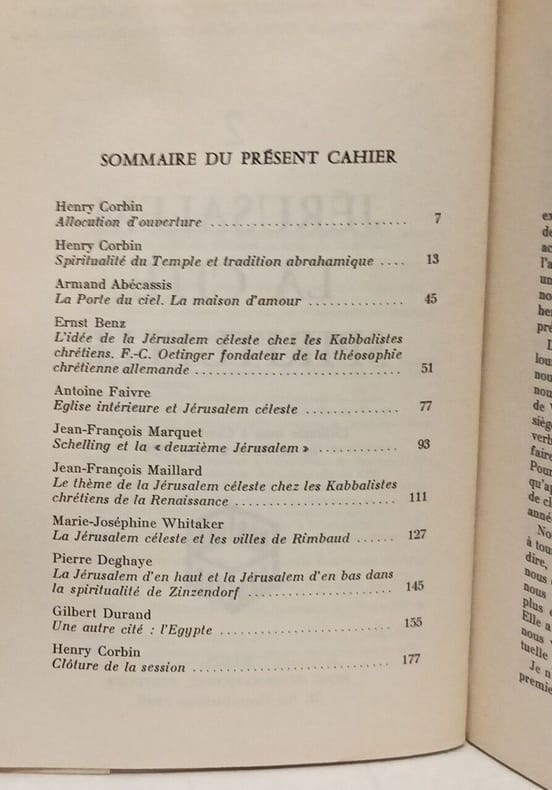 SOMMAIRE DU PRÉSENT CAHIER
Henry Corbin
Allocution d'ouverture .......................... 7
Henry Corbin
Spiritualité du Temple et tradition abrahamique .... 13
Armand Abécassis
La Porte du ciel. La maison d'amour ............. 45
Ernst Benz
L'idée de la Jérusalem céleste chez les Kabbalistes
chrétiens. F.-C. Oetinger fondateur de la théosophie
chrétienne allemande ............................ 51
Antoine Faivre
Eglise intérieure et Jérusalem céleste ............. 77
Jean-François Marquet
Schelling et la « deuxième Jérusalem » ........... 93
Jean-François Maillard
Le thème de la Jérusalem céleste chez les Kabbalistes
chrétiens de la Renaissance ...................... 111
Marie-Joséphine Whitaker
La Jérusalem céleste et les villes de Rimbaud ...... 127
Pierre Deghaye
La Jérusalem d'en haut et la Jérusalem d'en bas dans
la spiritualité de Zinzendorf .................... 145
Gilbert Durand
Une autre cité : l'Egypte ........................ 155
Henry Corbin
Clôture de la session ............................ 177